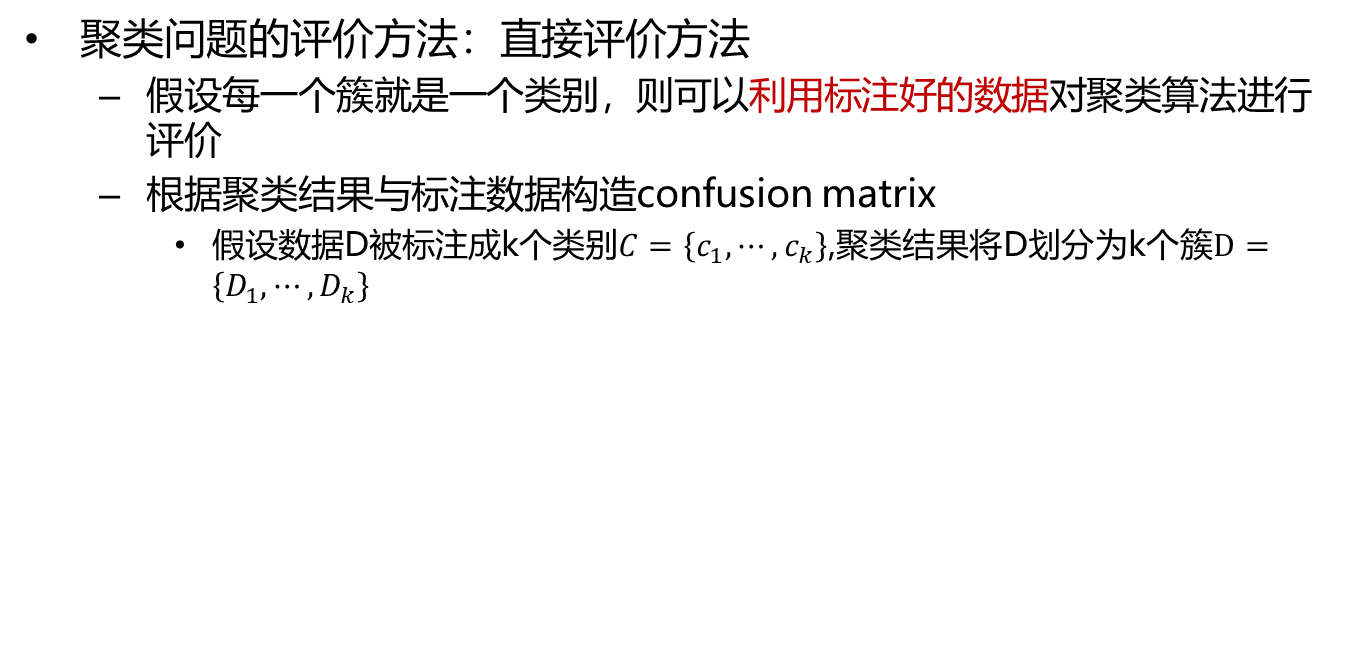 • 聚类问题的评价方法：直接评价方法
– 假设每一个簇就是一个类别，则可以利用标注好的数据对聚类算法进行
评价
– 根据聚类结果与标注数据构造confusion matrix
• 假设数据D被标注成k个类别𝐶 = {𝑐₁, ⋯ , 𝑐ₖ},聚类结果将D划分为k个簇D =
{𝐷₁, ⋯ , 𝐷ₖ}